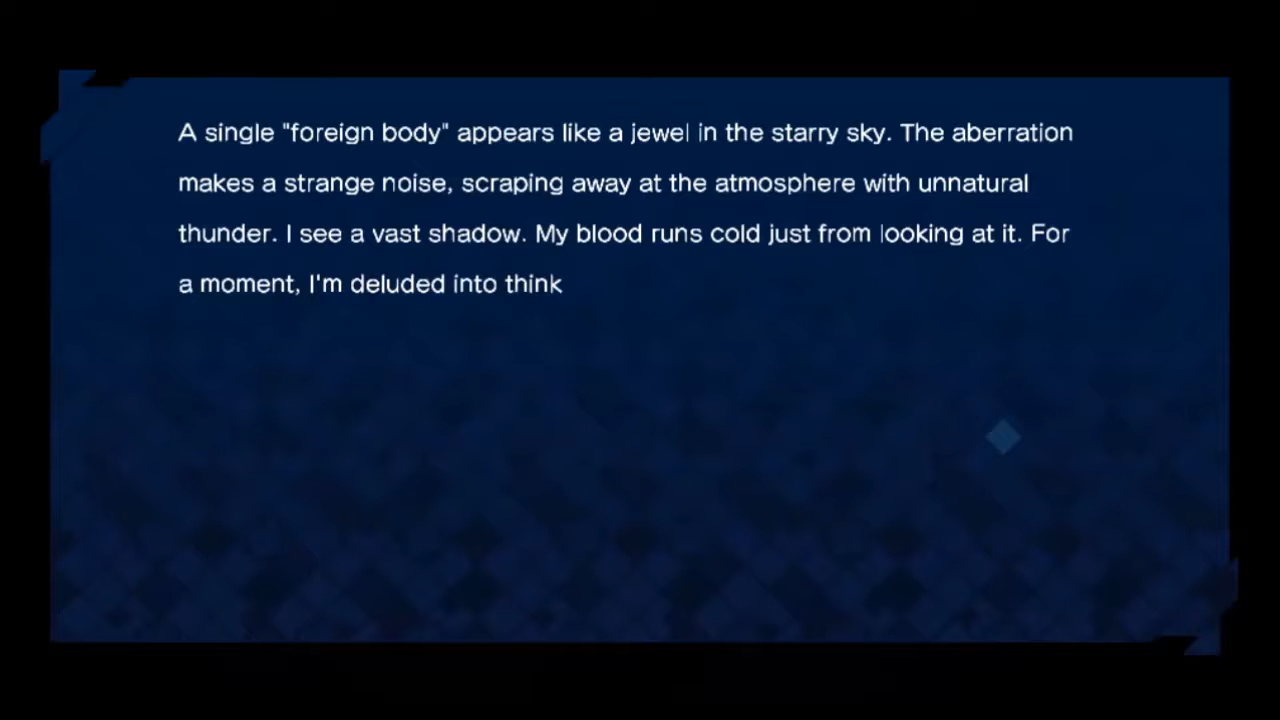 A single "foreign body" appears like a jewel in the starry sky. The aberration
makes a strange noise, scraping away at the atmosphere with unnatural
thunder. I see a vast shadow. My blood runs cold just from looking at it. For
a moment, I'm deluded into think